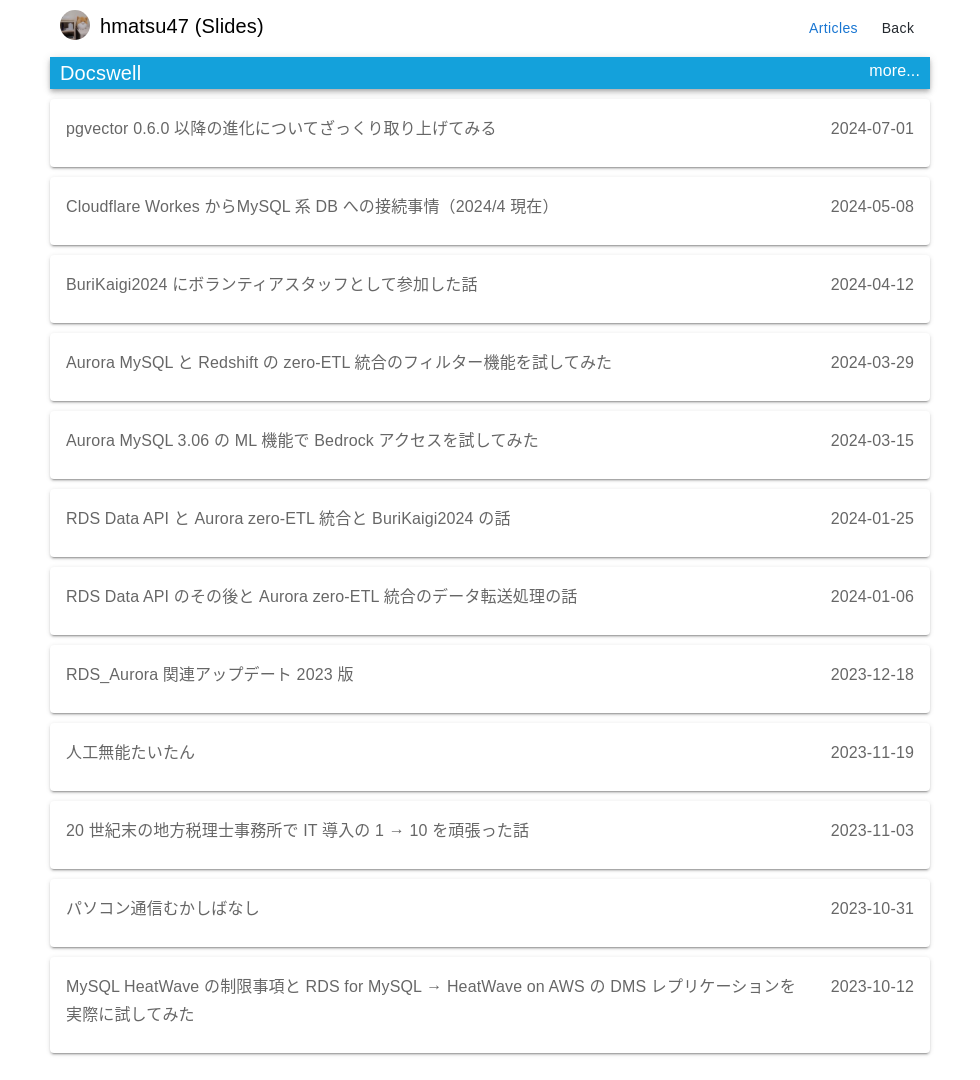 hmatsu47 (Slides)
Articles
Back
Docswell
more...
pgvector 0.6.0 以降の進化についてざっくり取り上げてみる
2024-07-01
Cloudflare Workes からMySQL 系 DB への接続事情（2024/4 現在）
2024-05-08
BuriKaigi2024 にボランティアスタッフとして参加した話
2024-04-12
Aurora MySQL と Redshift の zero-ETL 統合のフィルター機能を試してみた
2024-03-29
Aurora MySQL 3.06 の ML 機能で Bedrock アクセスを試してみた
2024-03-15
RDS Data API と Aurora zero-ETL 統合と BuriKaigi2024 の話
2024-01-25
RDS Data API のその後と Aurora zero-ETL 統合のデータ転送処理の話
2024-01-06
RDS_Aurora 関連アップデート 2023 版
2023-12-18
人工無能たいたん
2023-11-19
20 世紀末の地方税理士事務所で IT 導入の 1 → 10 を頑張った話
2023-11-03
パソコン通信むかしばなし
2023-10-31
MySQL HeatWave の制限事項と RDS for MySQL → HeatWave on AWS の DMS レプリケーションを
実際に試してみた
2023-10-12